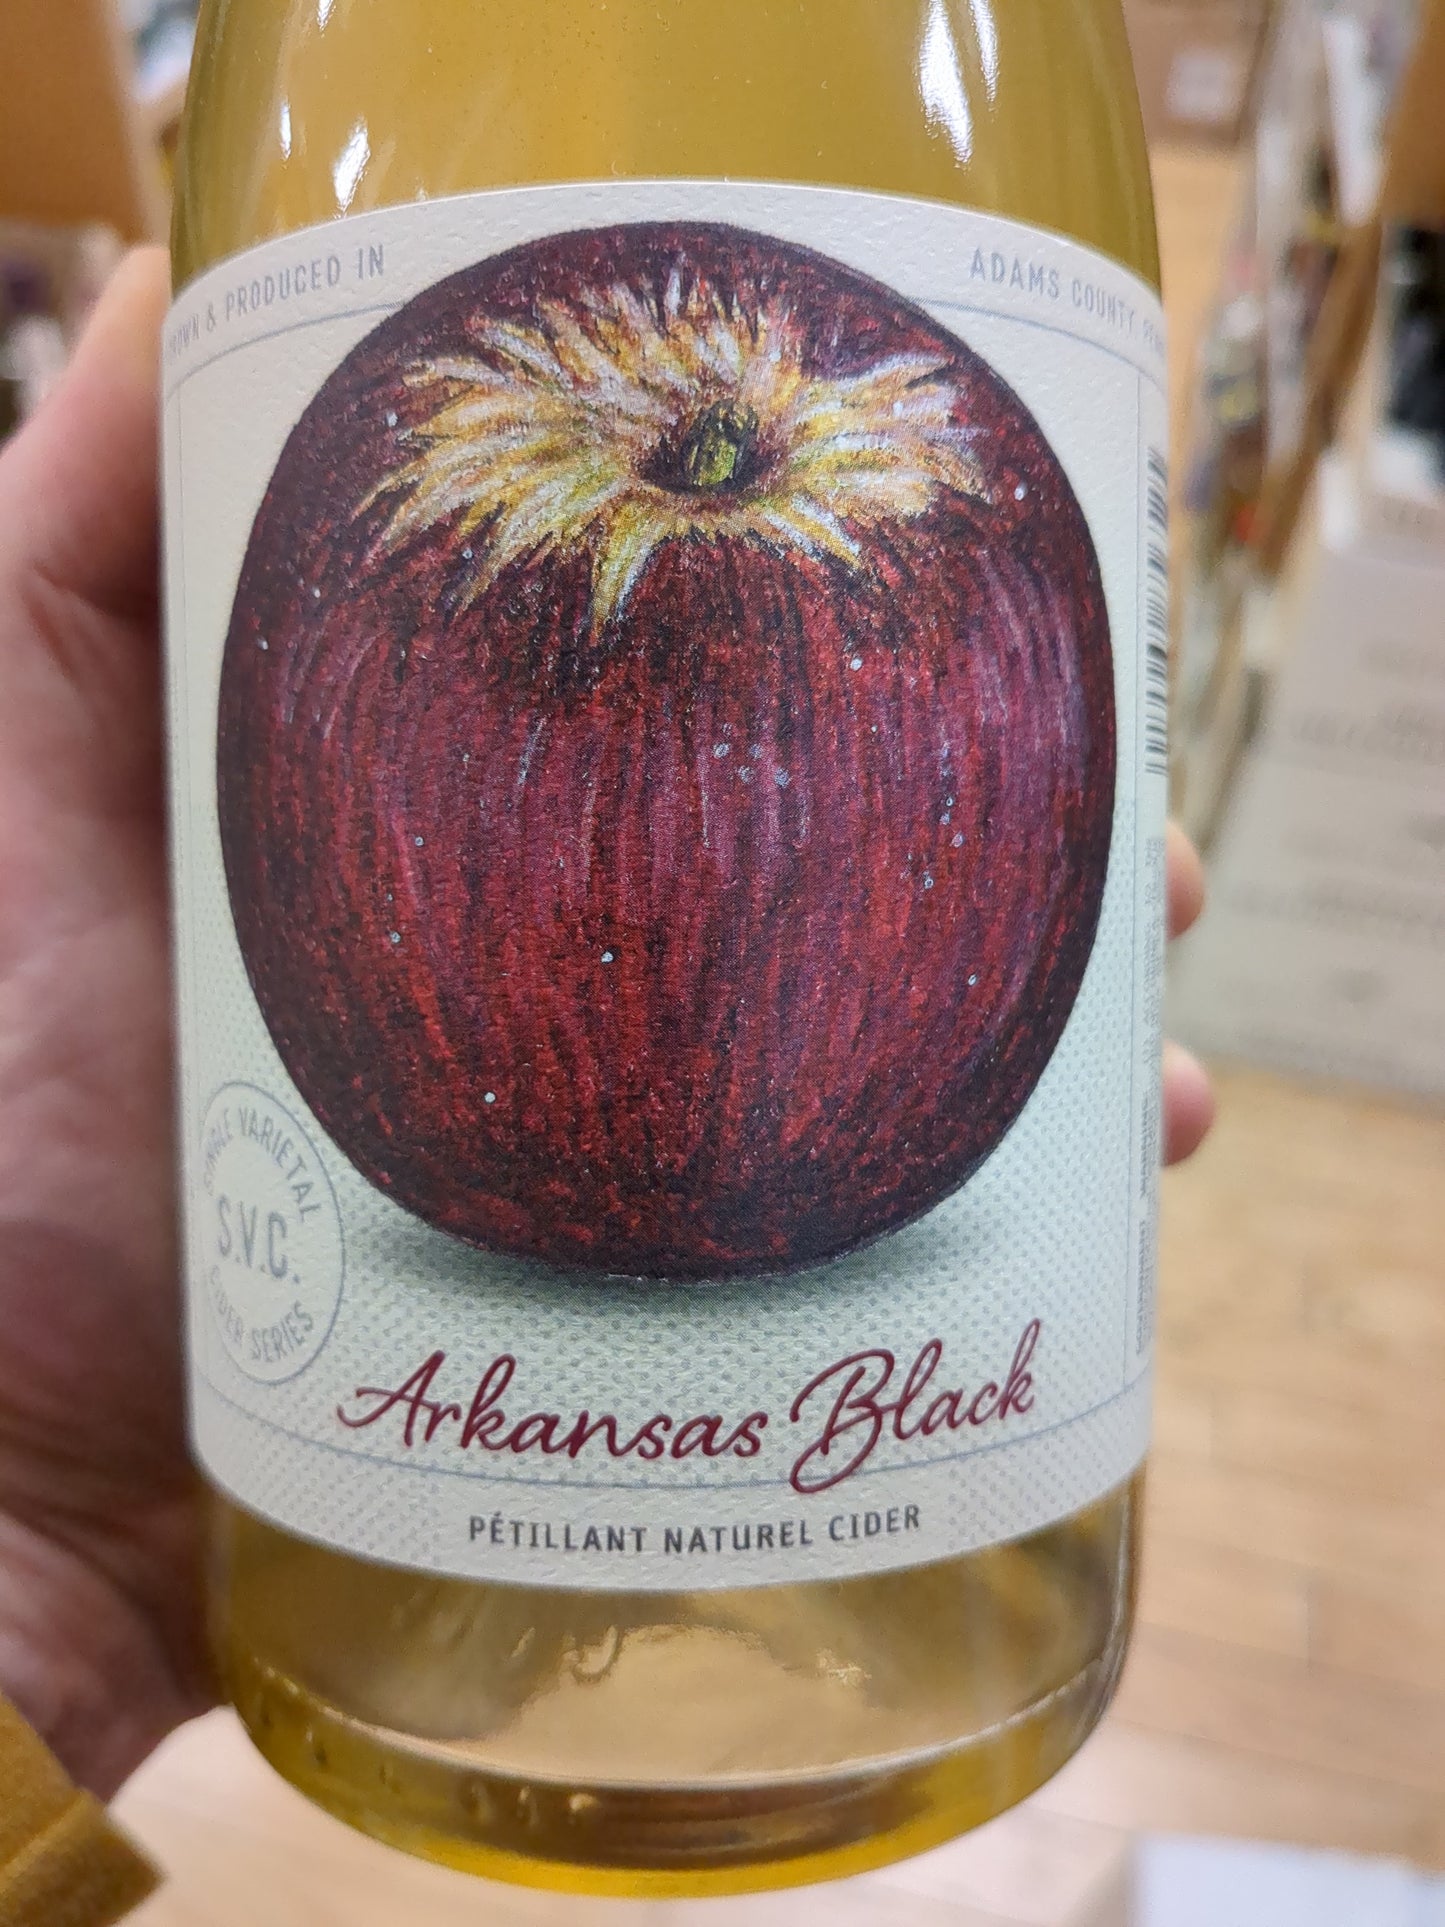 & PRODUCED IN
ADAMS COUNTY
SINGLE VARIETAL
S.V.C.
CIDER SERIES
Arkansas Black
PÉTILLANT NATUREL CIDER